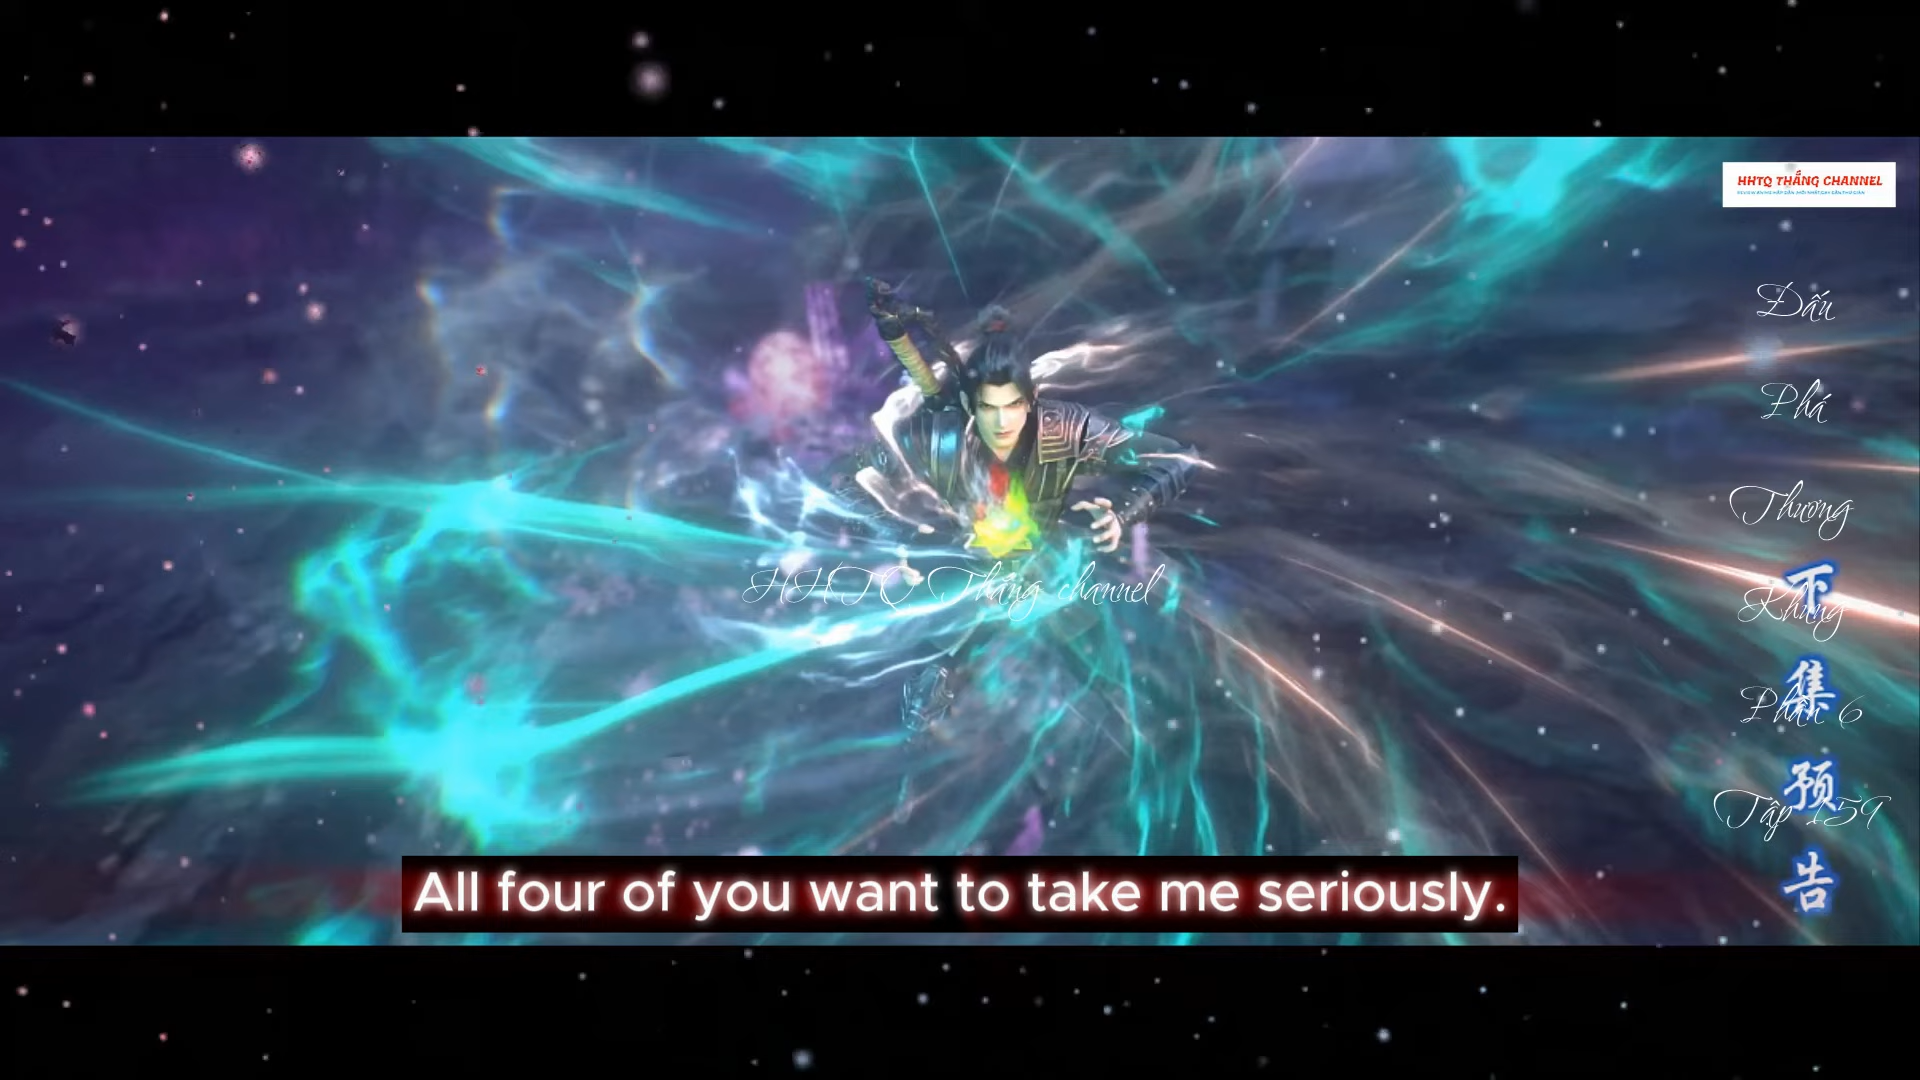 HHTQ THẮNG CHANNEL
Đấu
Phá
Thương
Khung
Phần 6
Tập 159
下集预告
HHTQ Thắng channel
All four of you want to take me seriously.